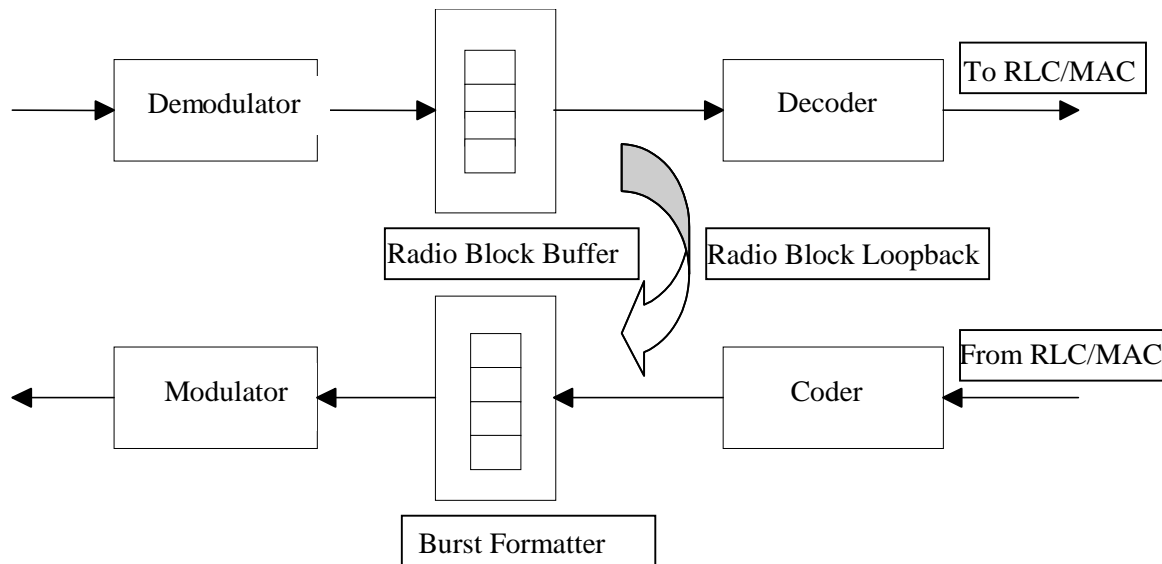 To RLC/MAC
Demodulator
Decoder
Radio Block Buffer
Radio Block Loopback
From RLC/MAC
Modulator
Coder
Burst Formatter